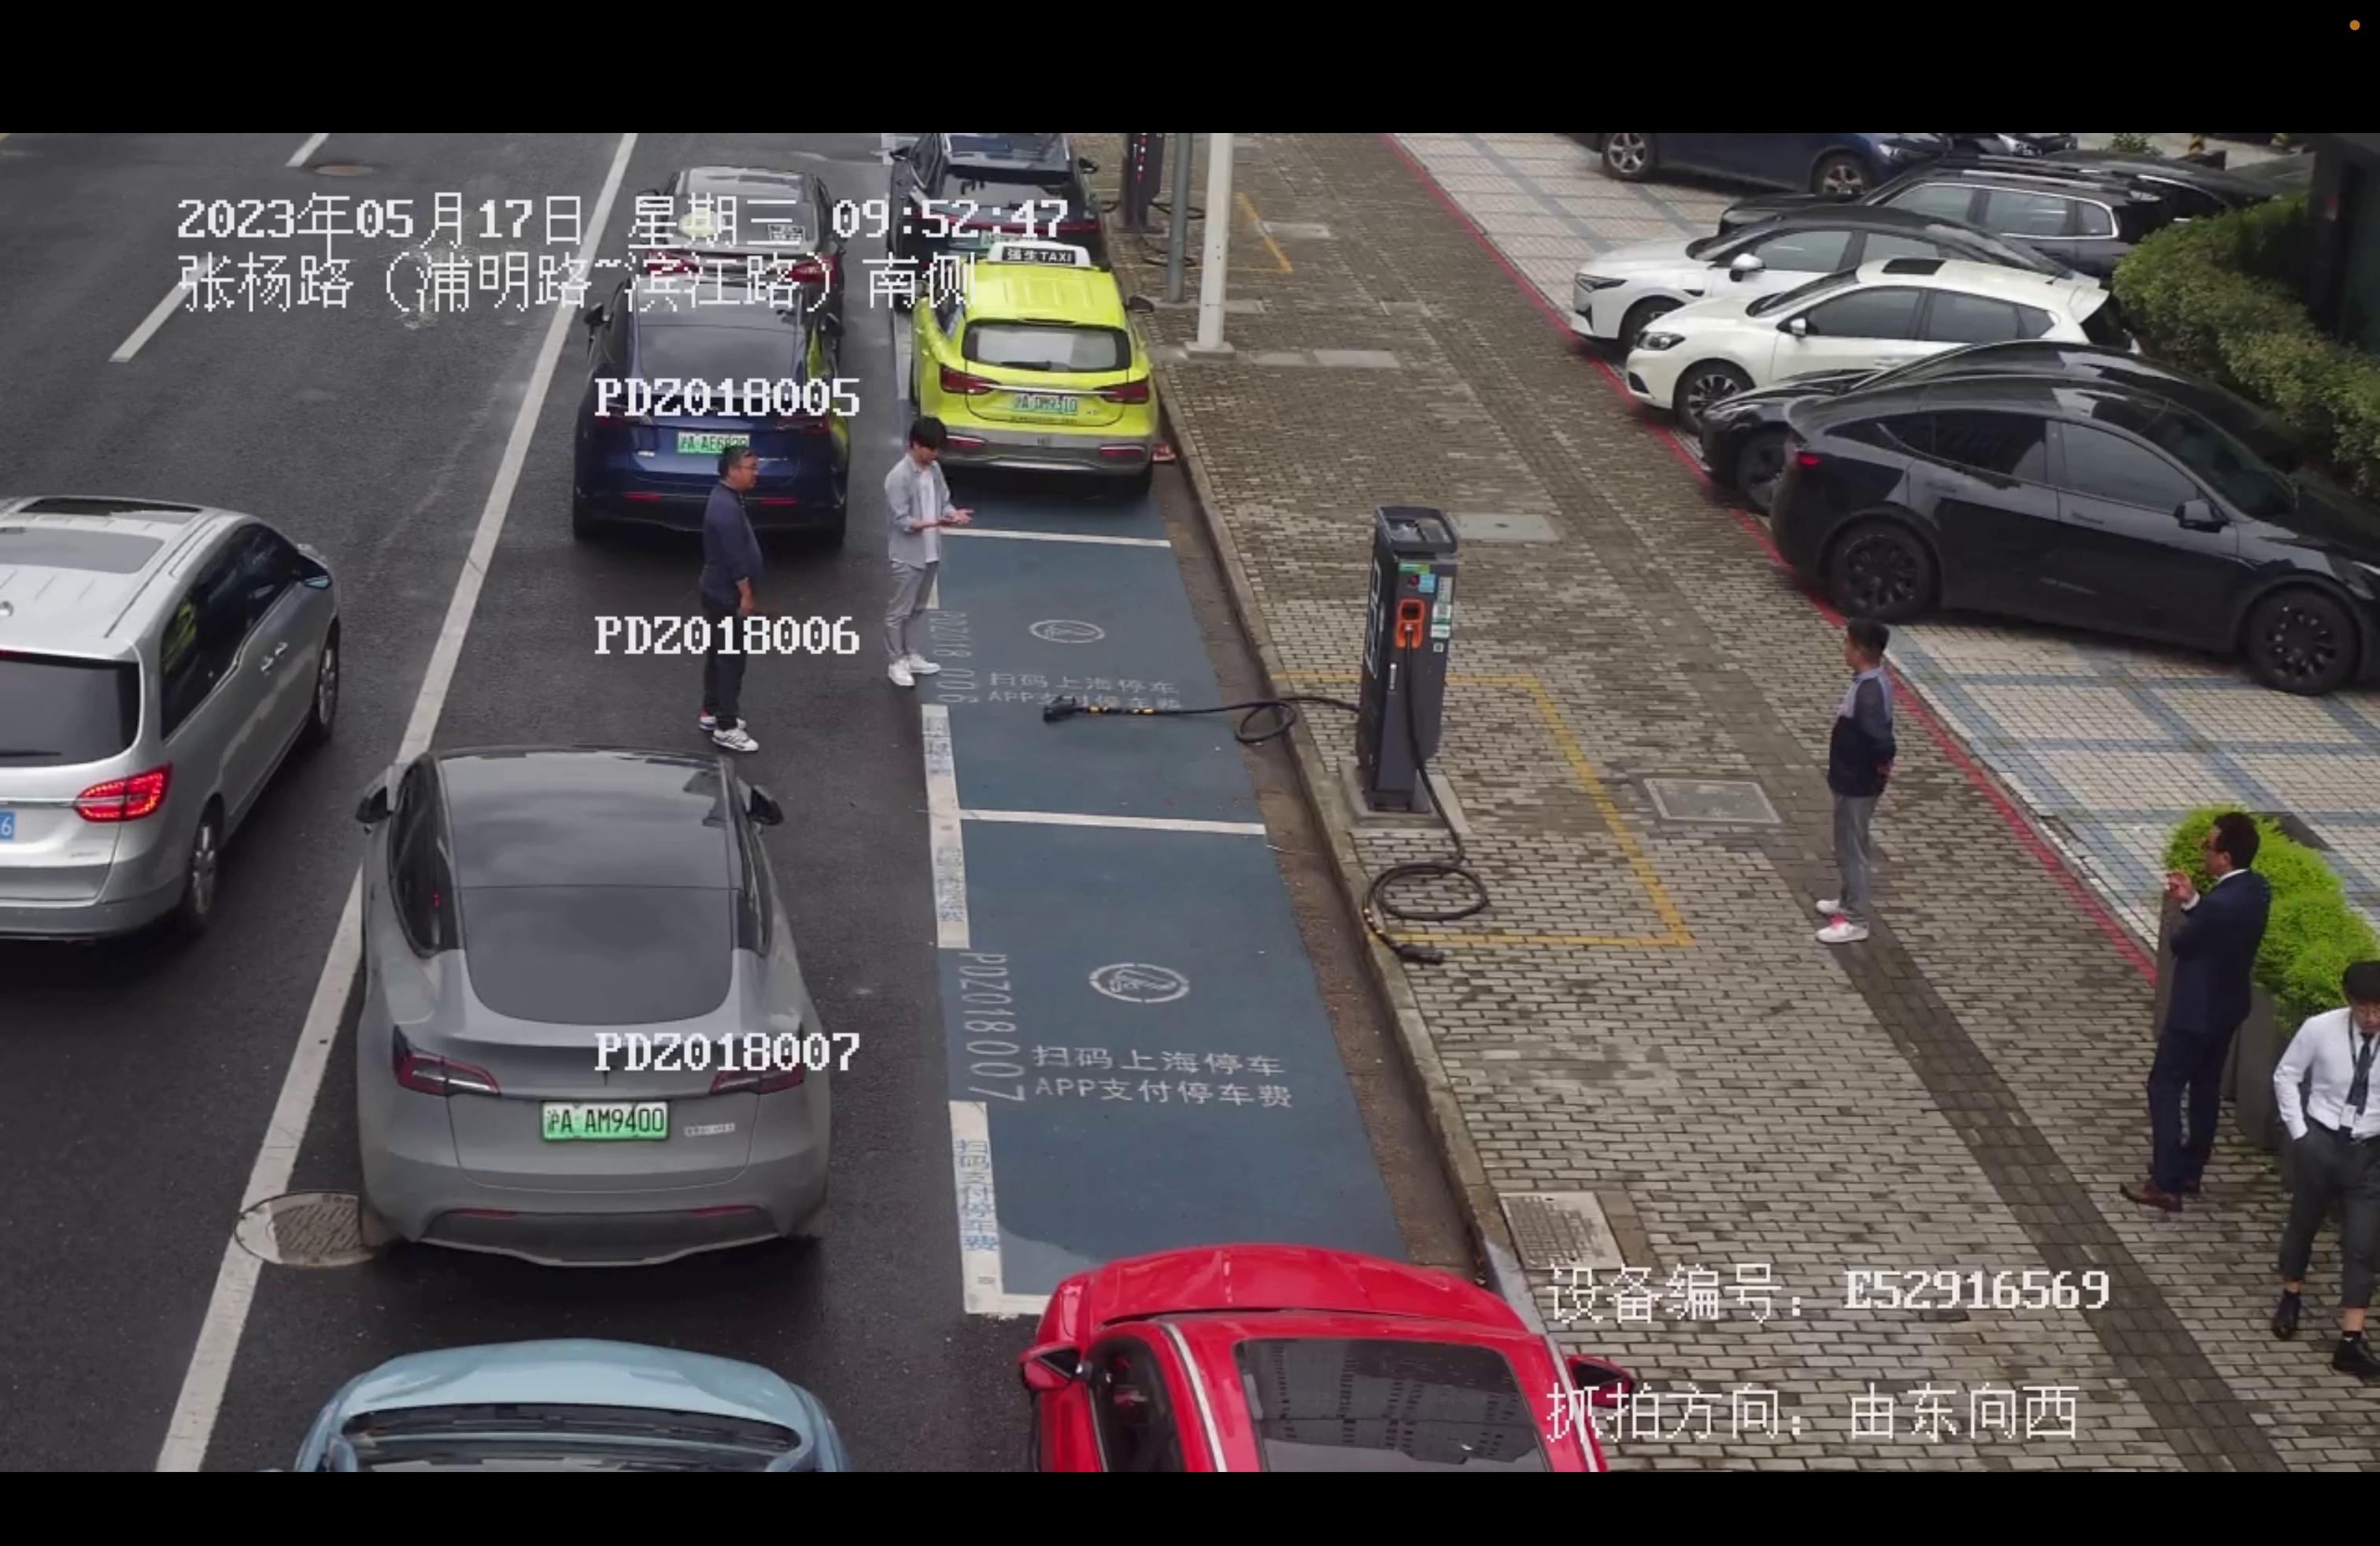 2023年05月17日 星期三 09:52:47
张杨路（浦明路~滨江路）南侧
强生TAXI
PDZ018005
PDZ018006
扫码上海停车
PDZ018007
PDZ018007
扫码上海停车
APP支付停车费
沪A AM9400
扫码支付停车费
设备编号： E52916569
抓拍方向： 由东向西